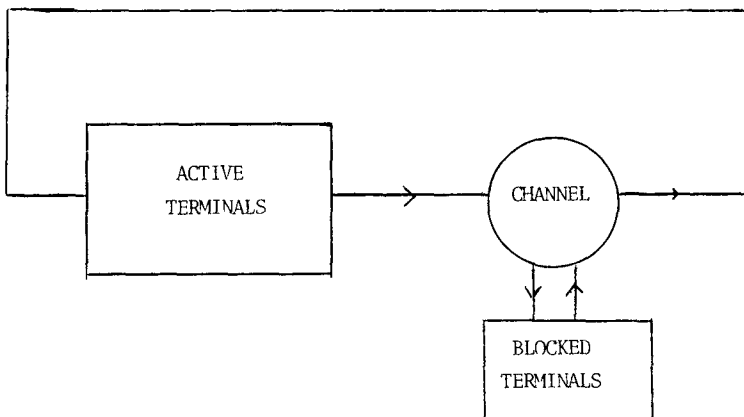 ACTIVE
TERMINALS
CHANNEL
BLOCKED
TERMINALS